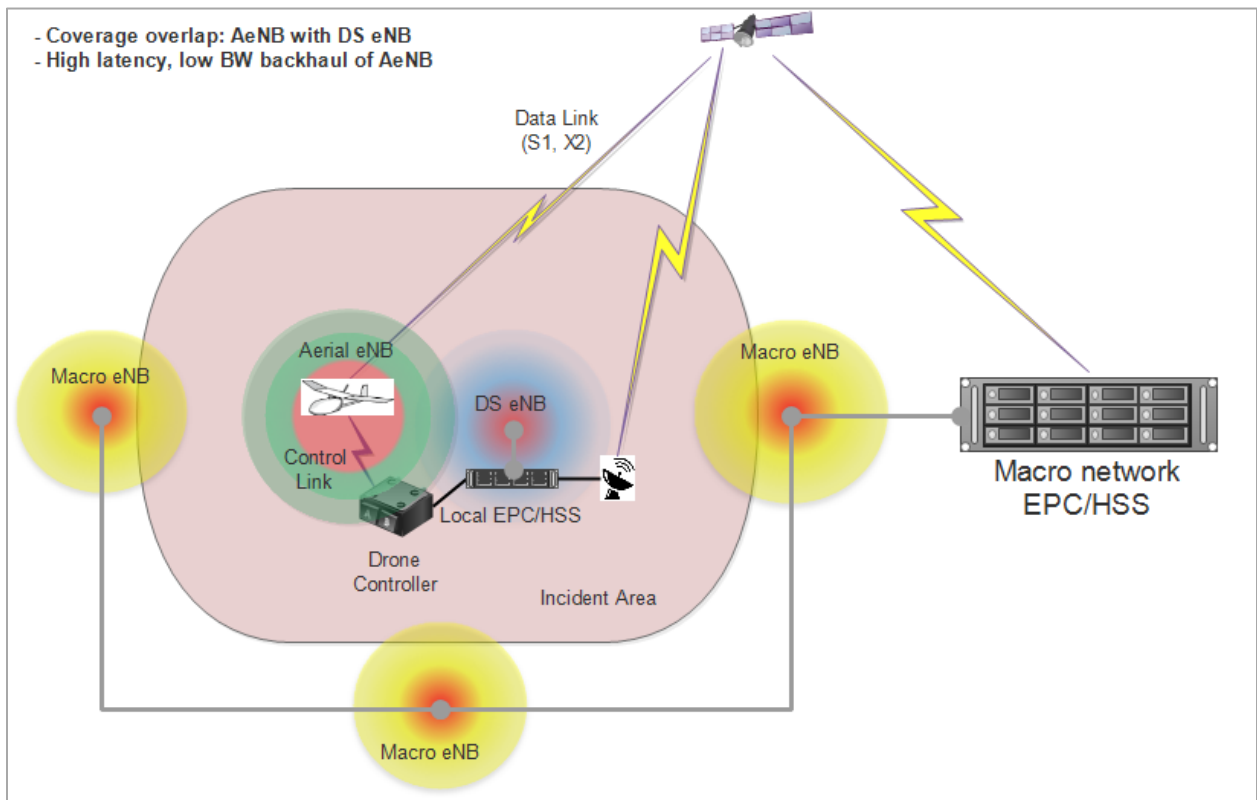 - Coverage overlap: AeNB with DS eNB
- High latency, low BW backhaul of AeNB
Data Link
(S1, X2)
Aerial eNB
Macro eNB
Macro eNB
DS eNB
Control
Link
Local EPC/HSS
Macro network
EPC/HSS
Drone
Controller
Incident Area
Macro eNB